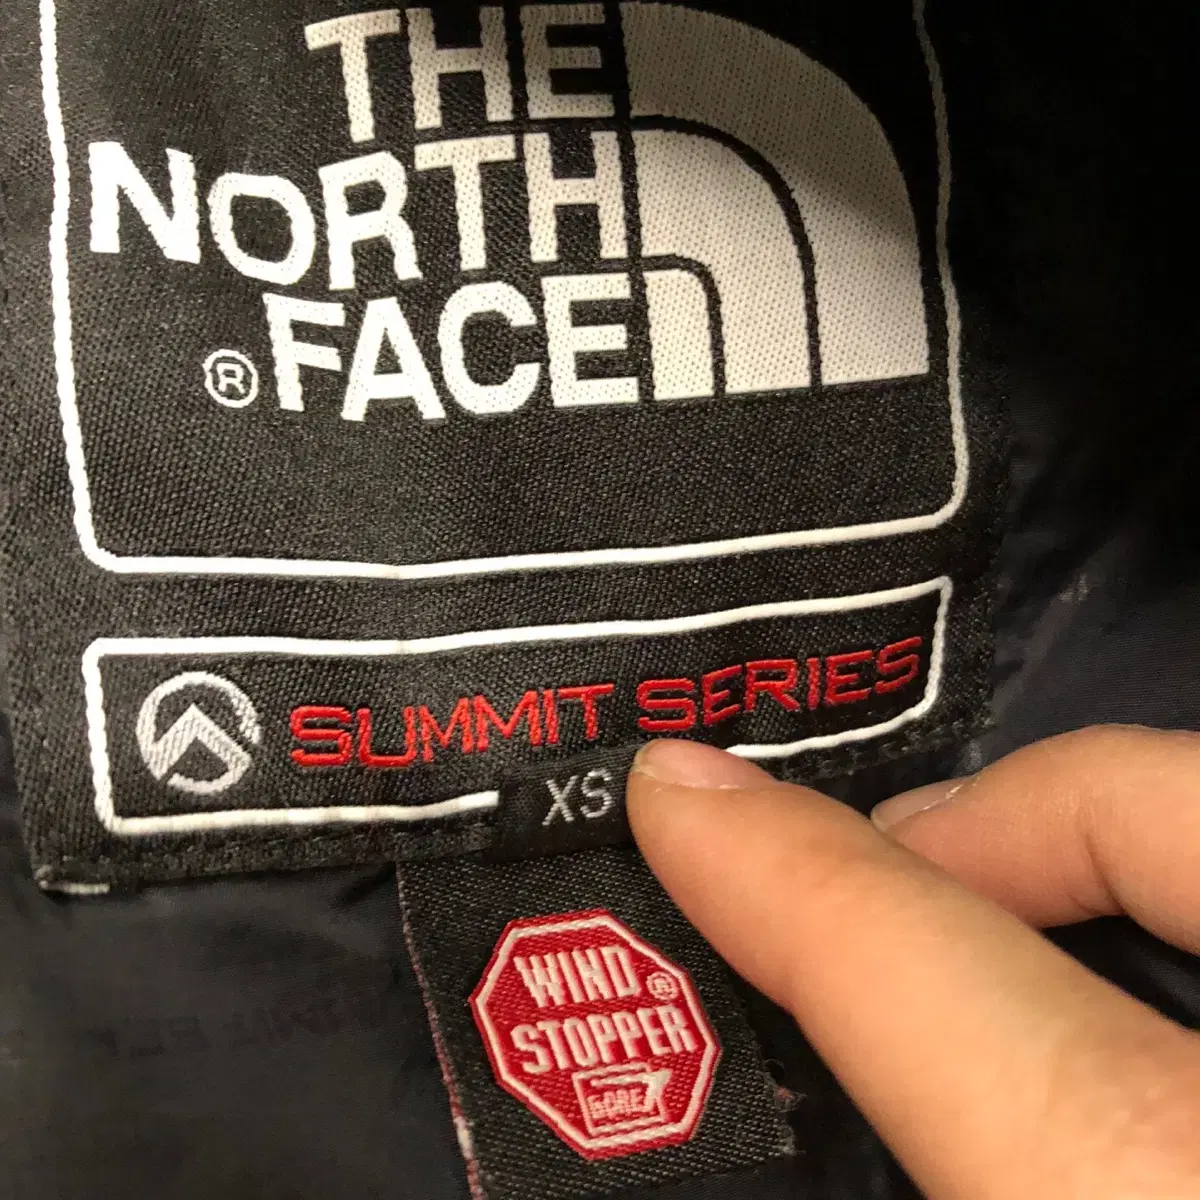 THE
NORTH
® FACE
SUMMIT SERIES
XS
WIND
STOPPER®
GORE